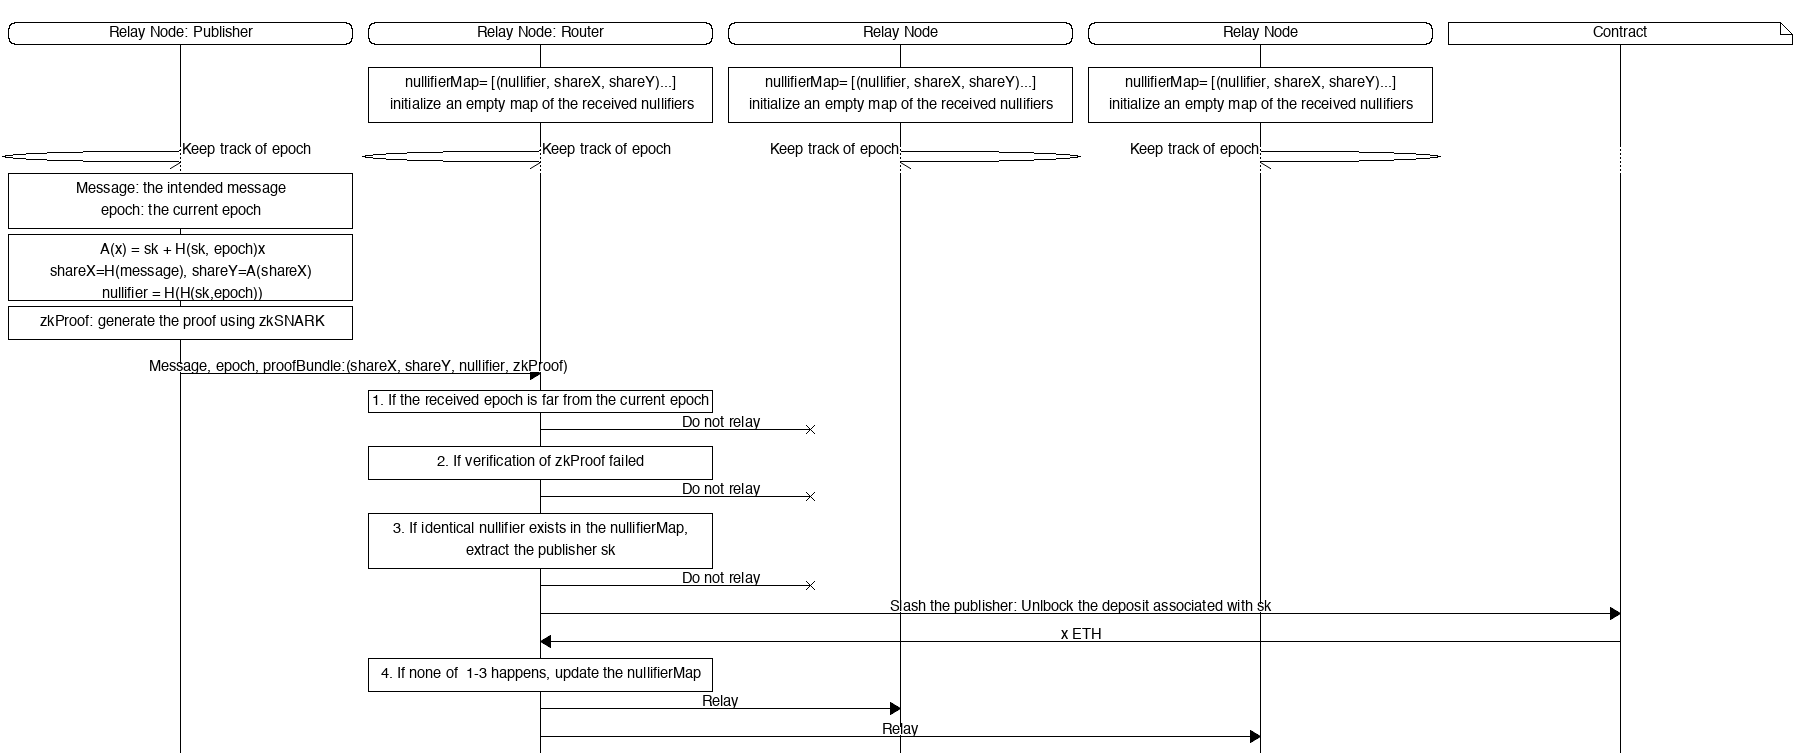 Relay Node: Publisher
Relay Node: Router
Relay Node
Relay Node
Contract
nullifierMap= [(nullifier, shareX, shareY)...]
initialize an empty map of the received nullifiers
nullifierMap= [(nullifier, shareX, shareY)...]
initialize an empty map of the received nullifiers
nullifierMap= [(nullifier, shareX, shareY)...]
initialize an empty map of the received nullifiers
Keep track of epoch
Keep track of epoch
Keep track of epoch
Keep track of epoch
Message: the intended message
epoch: the current epoch
A(x) = sk + H(sk, epoch)x
shareX=H(message), shareY=A(shareX)
nullifier = H(H(sk,epoch))
zkProof: generate the proof using zkSNARK
Message, epoch, proofBundle:(shareX, shareY, nullifier, zkProof)
1. If the received epoch is far from the current epoch
Do not relay
2. If verification of zkProof failed
Do not relay
3. If identical nullifier exists in the nullifierMap,
extract the publisher sk
Do not relay
Slash the publisher: Unlbock the deposit associated with sk
x ETH
4. If none of  1-3 happens, update the nullifierMap
Relay
Relay